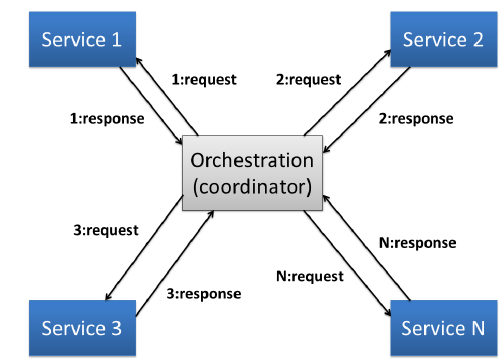 Service 1
Service 2
1:request
2:request
1:response
2:response
Orchestration
(coordinator)
3:request
N:response
3:response
N:request
Service 3
Service N